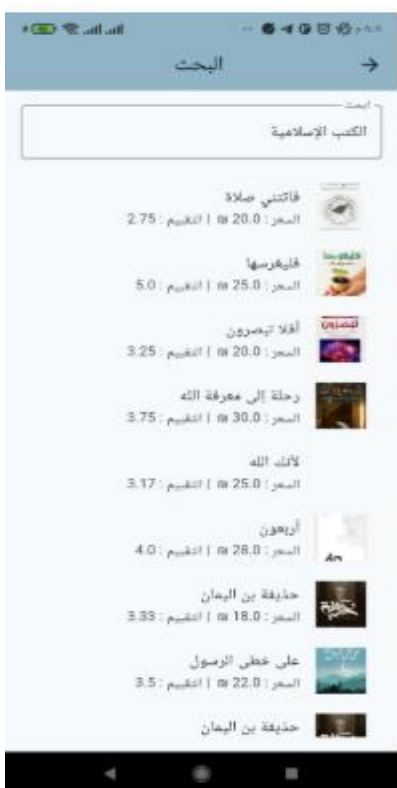 البحث
ابحث
الكتب الإسلامية
فاتتني صلاة
السعر : 20.0 ₪ | التقييم : 2.75
فليغرسها
السعر : 25.0 ₪ | التقييم : 5.0
أفلا تبصرون
السعر : 20.0 ₪ | التقييم : 3.25
رحلة إلى معرفة الله
السعر : 30.0 ₪ | التقييم : 3.75
لأنك الله
السعر : 25.0 ₪ | التقييم : 3.17
أربعون
السعر : 28.0 ₪ | التقييم : 4.0
حذيفة بن اليمان
السعر : 18.0 ₪ | التقييم : 3.33
على خطى الرسول
السعر : 22.0 ₪ | التقييم : 3.5
حذيفة بن اليمان